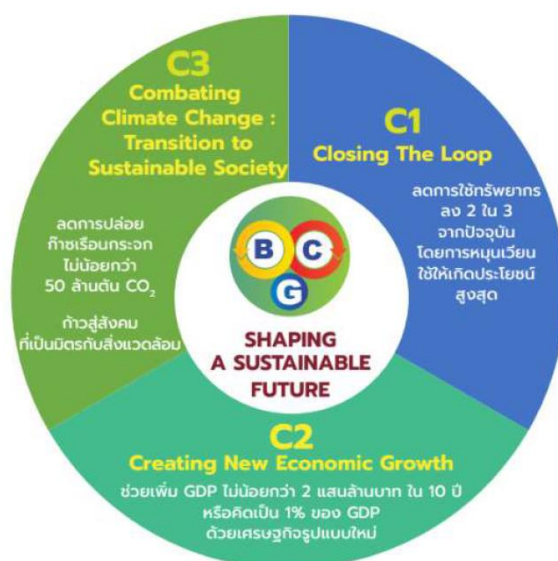 C3
Combating
Climate Change :
Transition to
Sustainable Society
ลดการปล่อย
ก๊าซเรือนกระจก
ไม่น้อยกว่า
50 ล้านตัน CO₂
ก้าวสู่สังคม
ที่เป็นมิตรกับสิ่งแวดล้อม
C1
Closing The Loop
ลดการใช้ทรัพยากร
ลง 2 ใน 3
จากปัจจุบัน
โดยการหมุนเวียน
ใช้ให้เกิดประโยชน์
สูงสุด
B C
G
SHAPING
A SUSTAINABLE
FUTURE
C2
Creating New Economic Growth
ช่วยเพิ่ม GDP ไม่น้อยกว่า 2 แสนล้านบาท ใน 10 ปี
หรือคิดเป็น 1% ของ GDP
ด้วยเศรษฐกิจรูปแบบใหม่